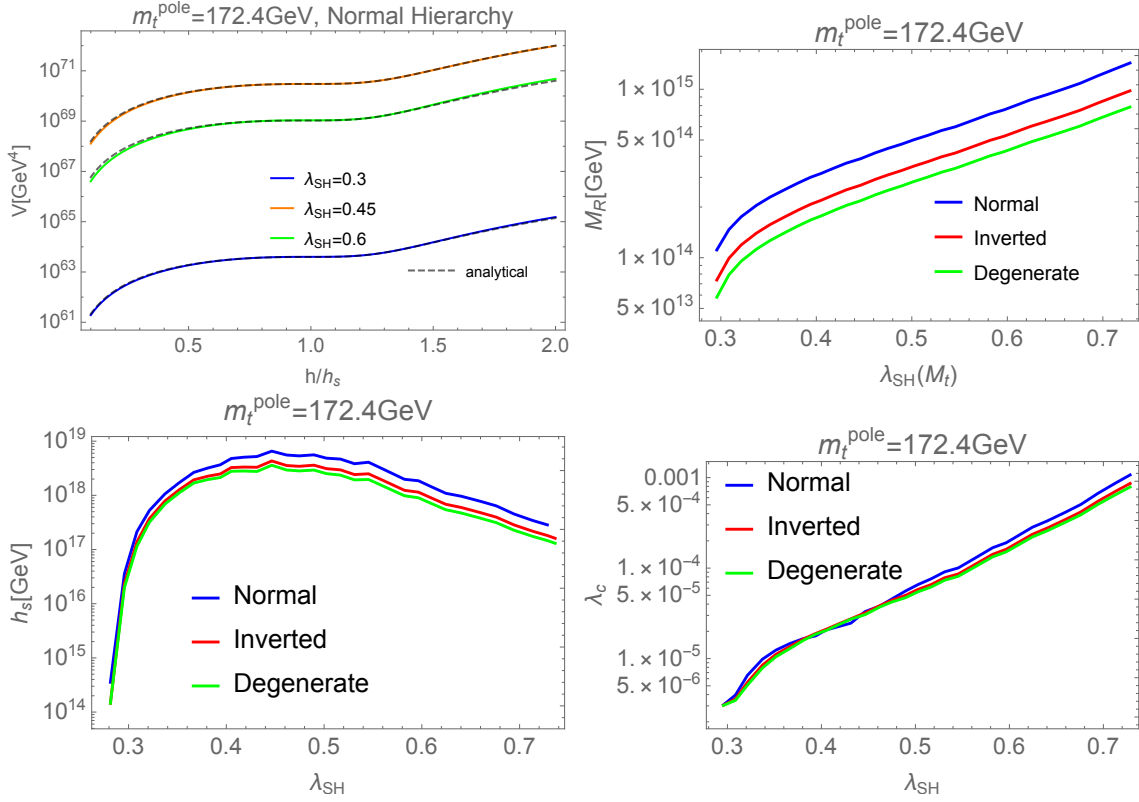 m_t^pole=172.4GeV, Normal Hierarchy
V[GeV^4]
10^71
10^69
10^67
10^65
10^63
10^61
λ_SH=0.3
λ_SH=0.45
λ_SH=0.6
analytical
0.5 1.0 1.5 2.0
h/h_s
m_t^pole=172.4GeV
M_R[GeV]
1 × 10^15
5 × 10^14
1 × 10^14
5 × 10^13
Normal
Inverted
Degenerate
0.3 0.4 0.5 0.6 0.7
λ_SH(M_t)
m_t^pole=172.4GeV
h_s[GeV]
10^19
10^18
10^17
10^16
10^15
10^14
Normal
Inverted
Degenerate
0.3 0.4 0.5 0.6 0.7
λ_SH
m_t^pole=172.4GeV
λ_c
0.001
5. × 10^-4
1. × 10^-4
5. × 10^-5
1. × 10^-5
5. × 10^-6
Normal
Inverted
Degenerate
0.3 0.4 0.5 0.6 0.7
λ_SH